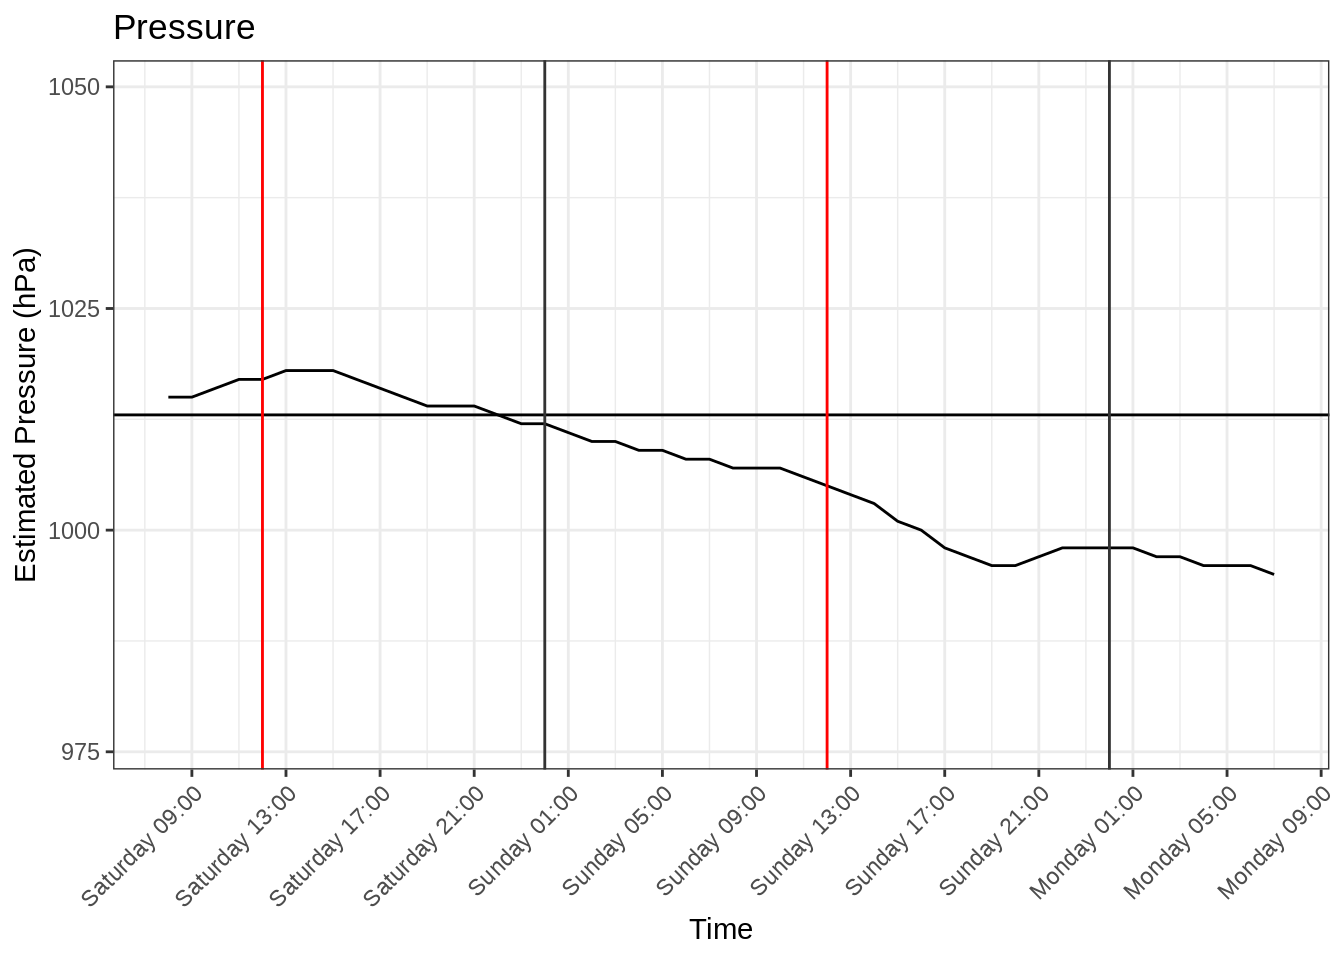 Pressure
Estimated Pressure (hPa)
1050
1025
1000
975
Saturday 09:00
Saturday 13:00
Saturday 17:00
Saturday 21:00
Sunday 01:00
Sunday 05:00
Sunday 09:00
Sunday 13:00
Sunday 17:00
Sunday 21:00
Monday 01:00
Monday 05:00
Monday 09:00
Time